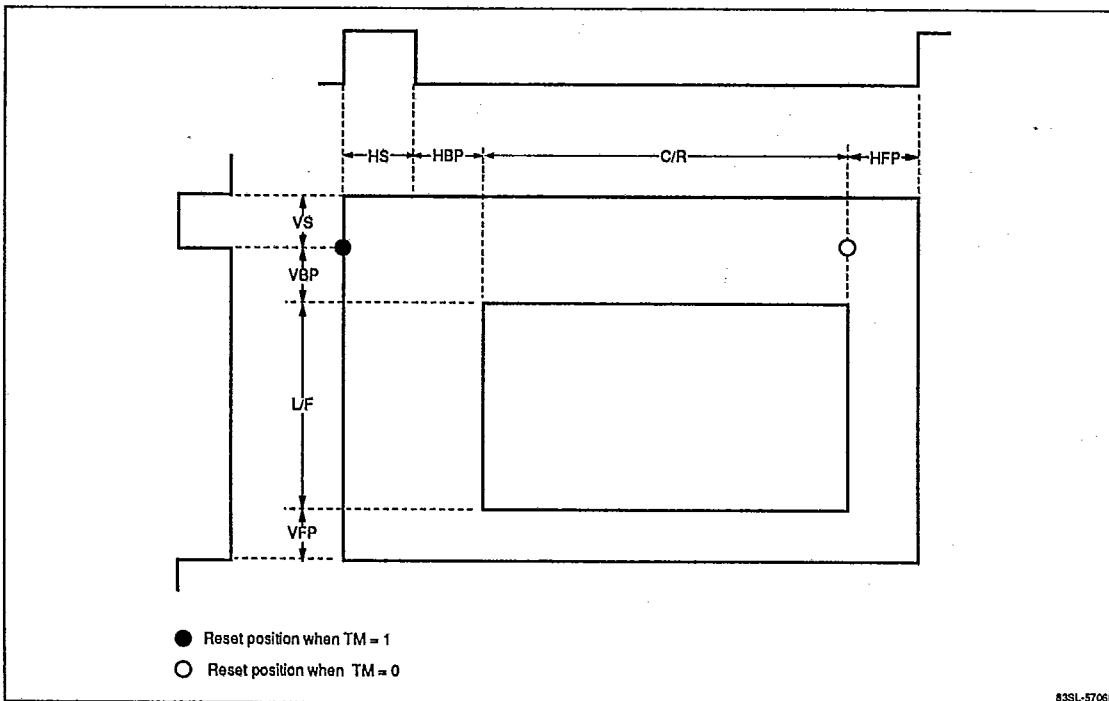 HS HBP C/R HFP
VS
VBP
L/F
VFP
Reset position when TM = 1
Reset position when TM = 0
83SL-5706